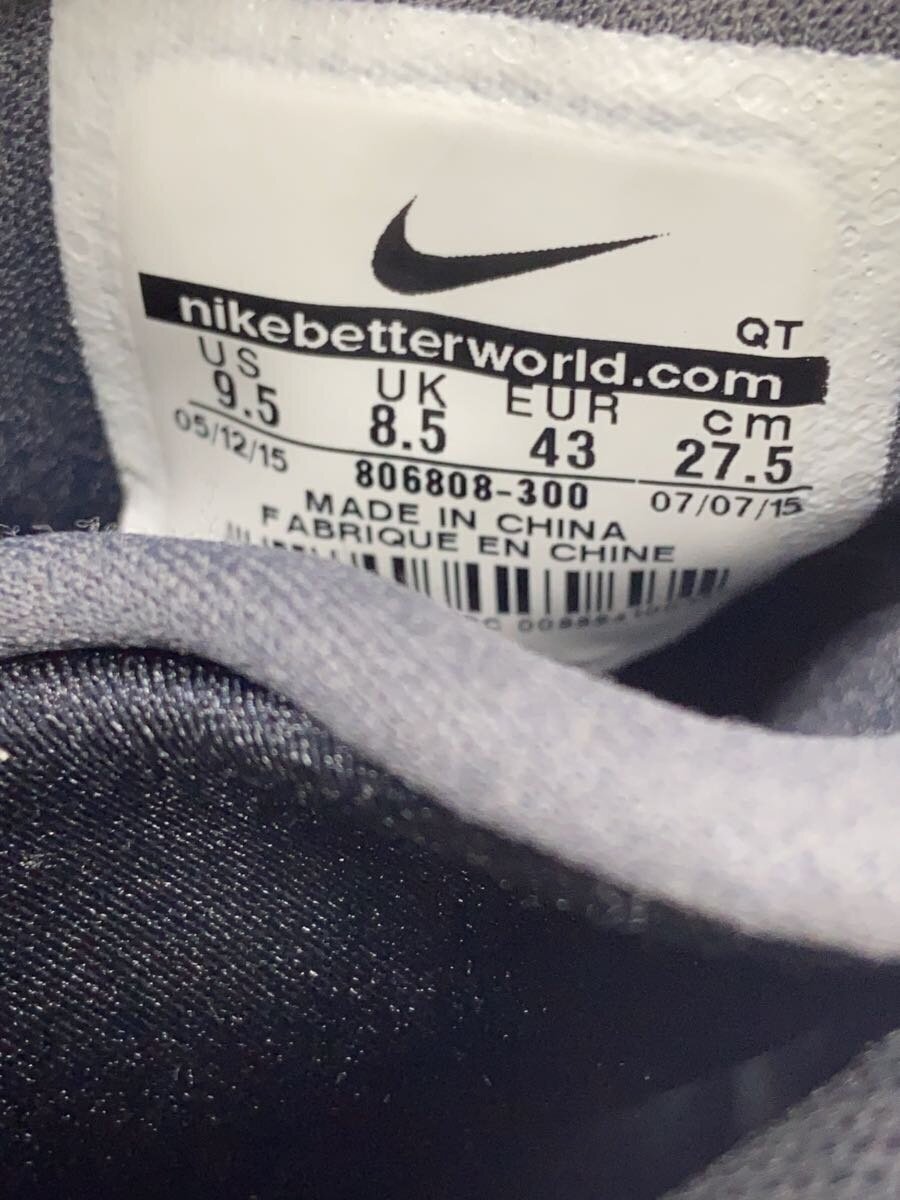 QT
nikebetterworld.com
US UK EUR cm
9.5 8.5 43 27.5
05/12/15 806808-300 07/07/15
MADE IN CHINA
FABRIQUE EN CHINE